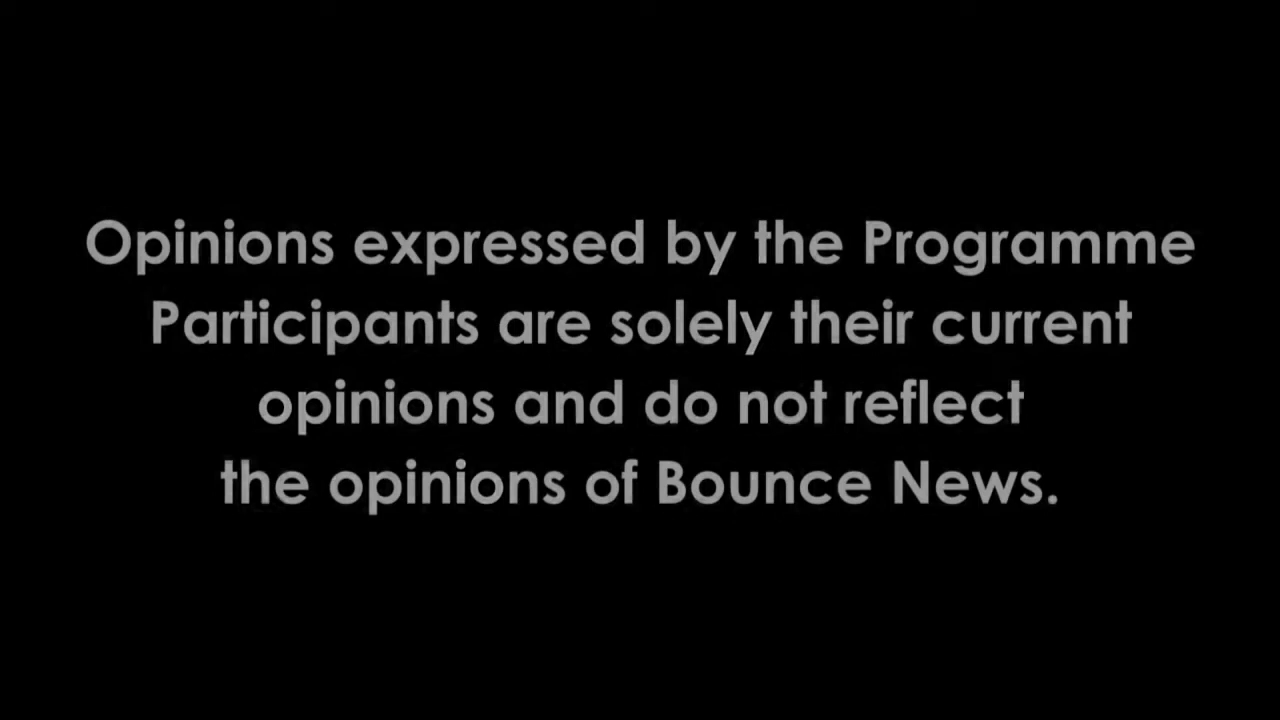 Opinions expressed by the Programme
Participants are solely their current
opinions and do not reflect
the opinions of Bounce News.